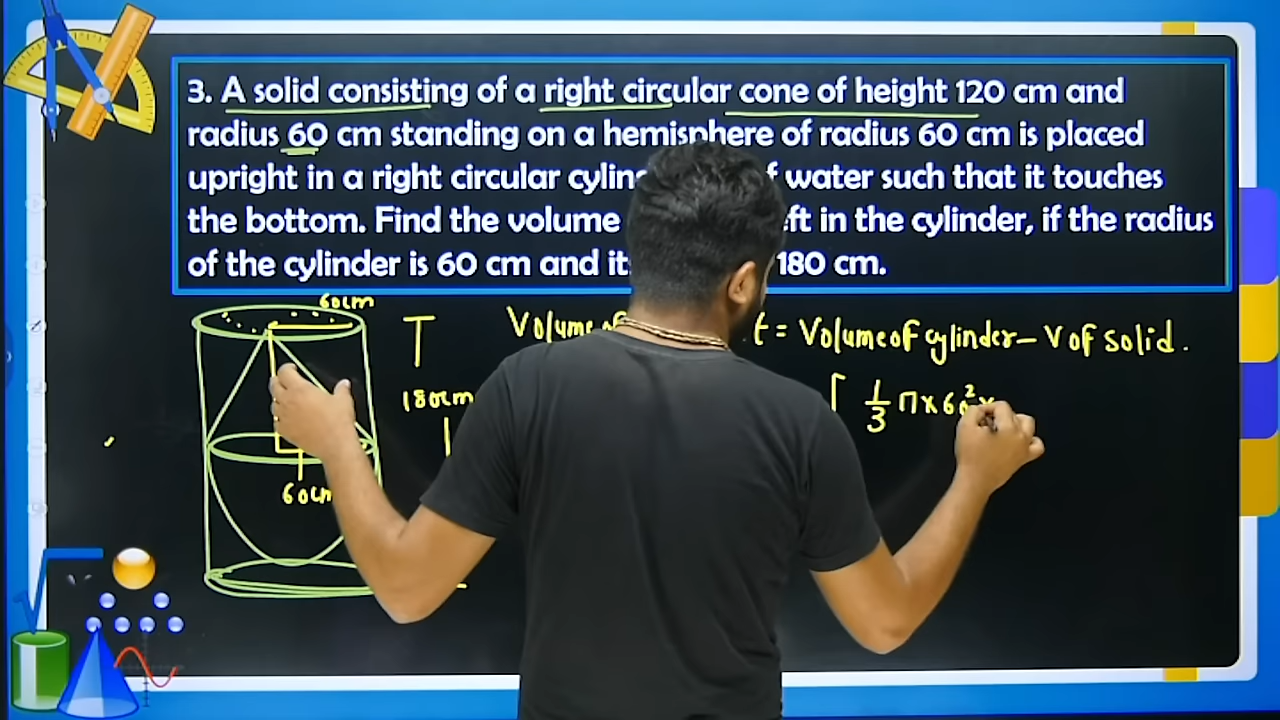 3. A solid consisting of a right circular cone of height 120 cm and
radius 60 cm standing on a hemisphere of radius 60 cm is placed
upright in a right circular water such that it touches
the bottom. Find the volume in the cylinder, if the radius
of the cylinder is 60 cm and 180 cm.
60cm
Volume of t = Volume of cylinder - V of solid.
180cm
[ 1/3 π x 60² x
60cm